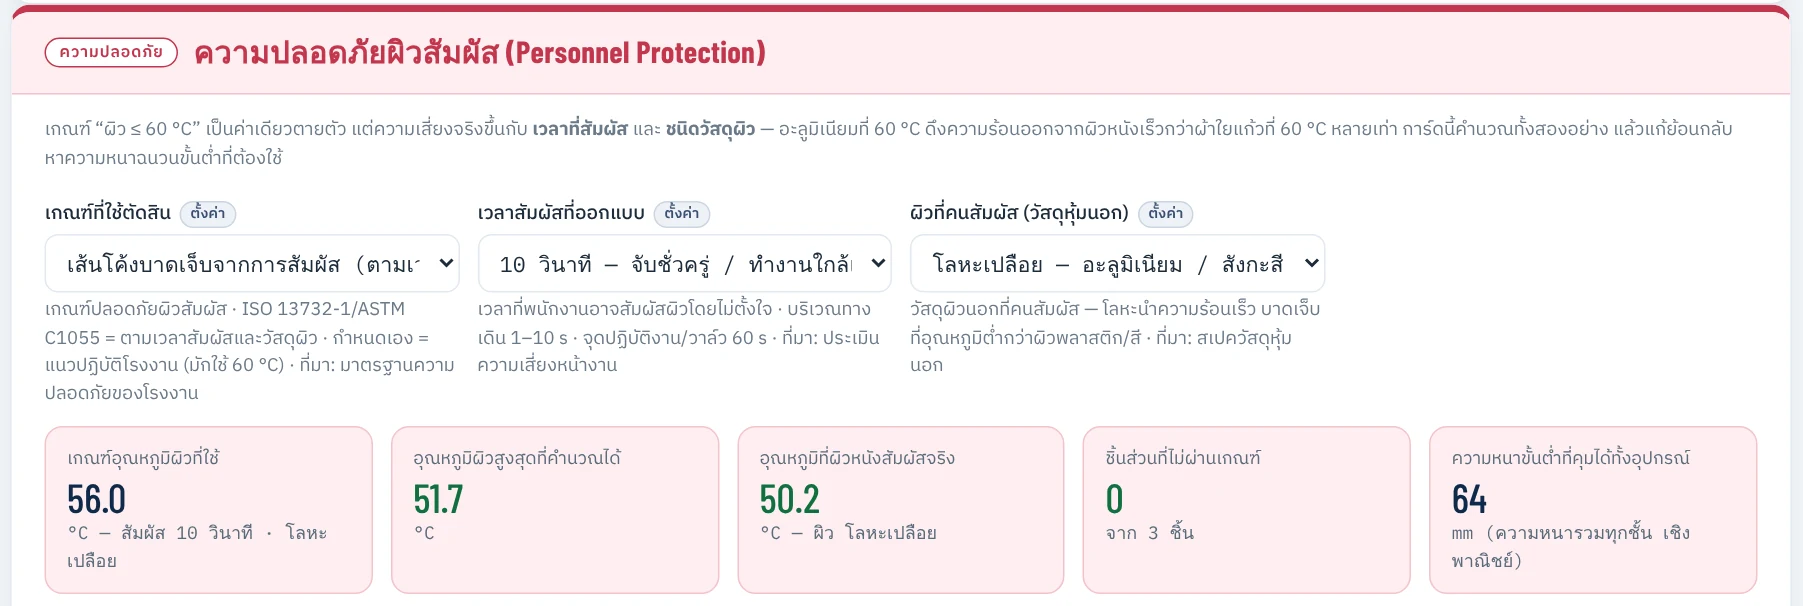 ความปลอดภัย
ความปลอดภัยผิวสัมผัส (Personnel Protection)
เกณฑ์ “ผิว ≤ 60 °C” เป็นค่าเดียวตายตัว แต่ความเสี่ยงจริงขึ้นกับ เวลาที่สัมผัส และ ชนิดวัสดุผิว — อะลูมิเนียมที่ 60 °C ดึงความร้อนออกจากผิวหนังเร็วกว่าผ้าใยแก้วที่ 60 °C หลายเท่า การ์ดนี้คำนวณทั้งสองอย่าง แล้วแก้ย้อนกลับ
หาความหนาฉนวนขั้นต่ำที่ต้องใช้
เกณฑ์ที่ใช้ตัดสิน ตั้งค่า
เส้นโค้งบาดเจ็บจากการสัมผัส (ตามเ
เกณฑ์ปลอดภัยผิวสัมผัส · ISO 13732-1/ASTM
C1055 = ตามเวลาสัมผัสและวัสดุผิว · กำหนดเอง =
แนวปฏิบัติโรงงาน (มักใช้ 60 °C) · ที่มา: มาตรฐานความ
ปลอดภัยของโรงงาน
เวลาสัมผัสที่ออกแบบ ตั้งค่า
10 วินาที — จับชั่วครู่ / ทำงานใกล้
เวลาที่พนักงานอาจสัมผัสผิวโดยไม่ตั้งใจ · บริเวณทาง
เดิน 1–10 s · จุดปฏิบัติงาน/วาล์ว 60 s · ที่มา: ประเมิน
ความเสี่ยงหน้างาน
ผิวที่คนสัมผัส (วัสดุหุ้มนอก) ตั้งค่า
โลหะเปลือย — อะลูมิเนียม / สังกะสี
วัสดุผิวนอกที่คนสัมผัส — โลหะนำความร้อนเร็ว บาดเจ็บ
ที่อุณหภูมิต่ำกว่าผิวพลาสติก/สี · ที่มา: สเปควัสดุหุ้ม
นอก
เกณฑ์อุณหภูมิผิวที่ใช้
56.0
°C — สัมผัส 10 วินาที · โลหะ
เปลือย
อุณหภูมิผิวสูงสุดที่คำนวณได้
51.7
°C
อุณหภูมิที่ผิวหนังสัมผัสจริง
50.2
°C — ผิว โลหะเปลือย
ชิ้นส่วนที่ไม่ผ่านเกณฑ์
0
จาก 3 ชิ้น
ความหนาขั้นต่ำที่คุมได้ทั้งอุปกรณ์
64
mm (ความหนารวมทุกชั้น เชิง
พาณิชย์)